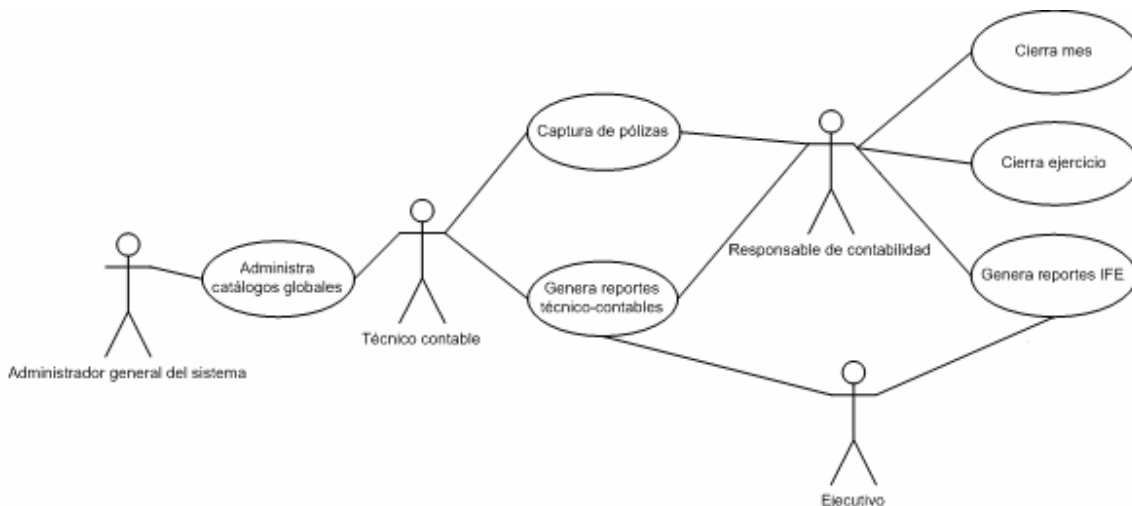 Cierra mes
Captura de pólizas
Cierra ejercicio
Responsable de contabilidad
Administra
catálogos globales
Genera reportes
técnico-contables
Genera reportes IFE
Técnico contable
Administrador general del sistema
Ejecutivo